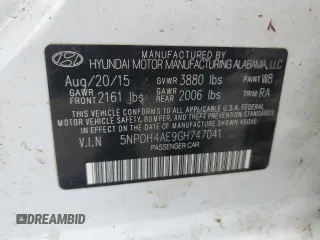 MANUFACTURED BY
HYUNDAI MOTOR MANUFACTURING ALABAMA, LLC
Aug/20/15 GVWR 3880 lbs PAINT WB
GAWR FRONT 2161 lbs GAWR REAR 2006 lbs TRIM RA
THIS VEHICLE CONFORMS TO ALL APPLICABLE U.S.A. FEDERAL
MOTOR VEHICLE SAFETY, BUMPER, AND THEFT PREVENTION
STANDARDS IN EFFECT ON THE DATE OF MANUFACTURE SHOWN ABOVE.
V.I.N 5NPDH4AE9GH747041
PASSENGER CAR
© AUTOHELPERBOT.COM